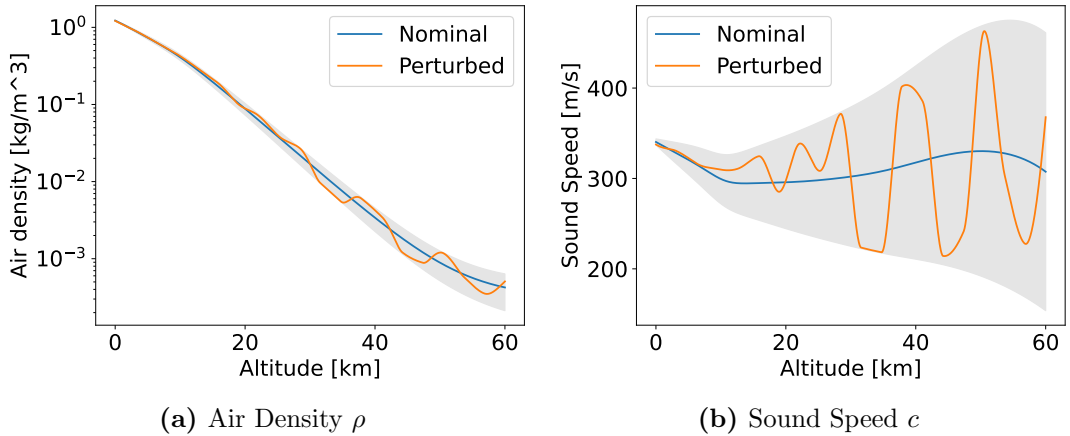 Air density [kg/m^3]
10^0
10^−1
10^−2
10^−3
Nominal
Perturbed
0 20 40 60
Altitude [km]
(a) Air Density ρ
Sound Speed [m/s]
400
300
200
Nominal
Perturbed
0 20 40 60
Altitude [km]
(b) Sound Speed c